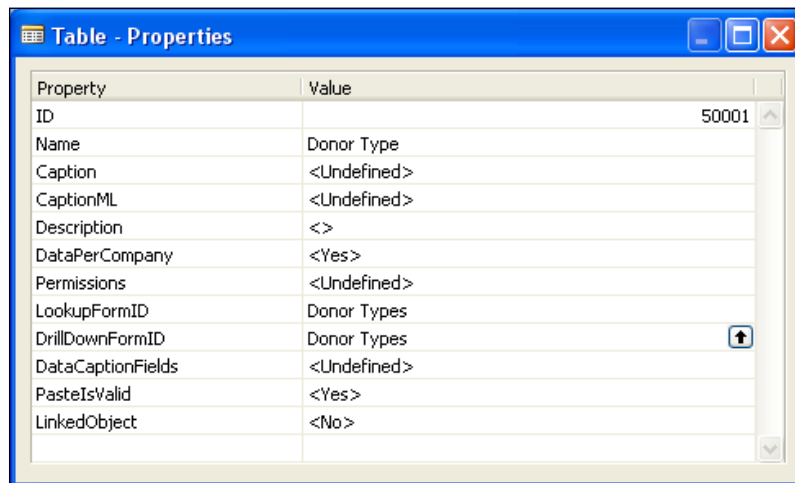 Table - Properties
Property Value
ID 50001
Name Donor Type
Caption <Undefined>
CaptionML <Undefined>
Description <>
DataPerCompany <Yes>
Permissions <Undefined>
LookupFormID Donor Types
DrillDownFormID Donor Types
DataCaptionFields <Undefined>
PasteIsValid <Yes>
LinkedObject <No>